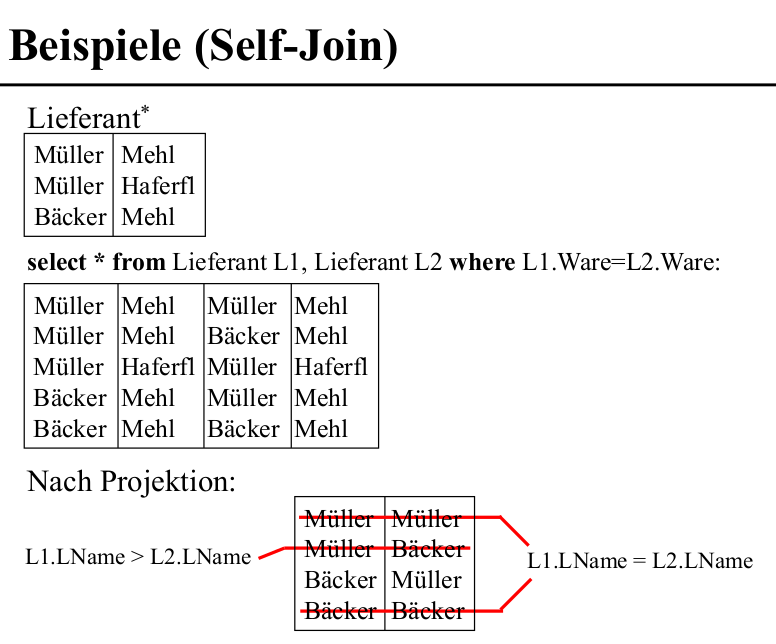 Beispiele (Self-Join)
Lieferant*
Müller Mehl
Müller Haferfl
Bäcker Mehl
select * from Lieferant L1, Lieferant L2 where L1.Ware=L2.Ware:
Müller Mehl Müller Mehl
Müller Mehl Bäcker Mehl
Müller Haferfl Müller Haferfl
Bäcker Mehl Müller Mehl
Bäcker Mehl Bäcker Mehl
Nach Projektion:
Müller Müller
Müller Bäcker
Bäcker Müller
Bäcker Bäcker
L1.LName > L2.LName
L1.LName = L2.LName